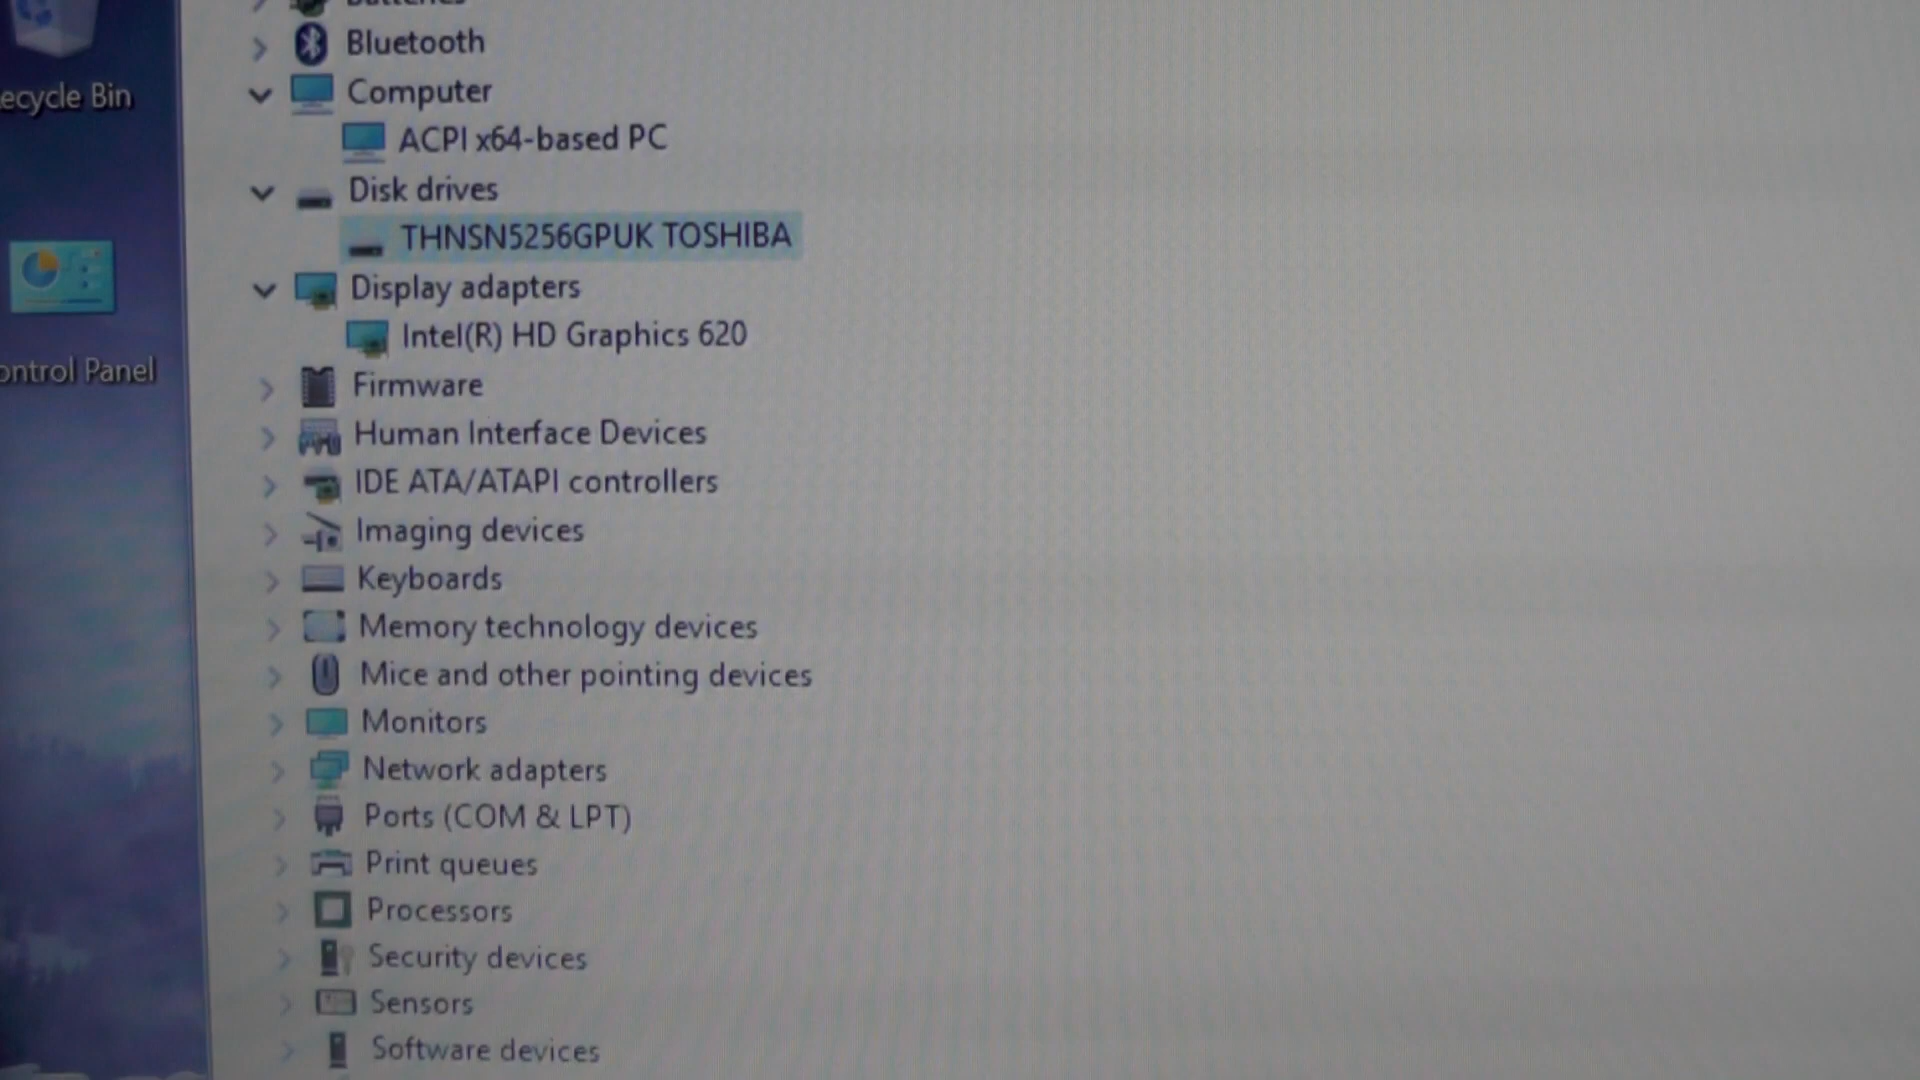 Batteries
Bluetooth
ecycle Bin
Computer
ACPI x64-based PC
Disk drives
THNSN5256GPUK TOSHIBA
Display adapters
Intel(R) HD Graphics 620
ontrol Panel
Firmware
Human Interface Devices
IDE ATA/ATAPI controllers
Imaging devices
Keyboards
Memory technology devices
Mice and other pointing devices
Monitors
Network adapters
Ports (COM & LPT)
Print queues
Processors
Security devices
Sensors
Software devices